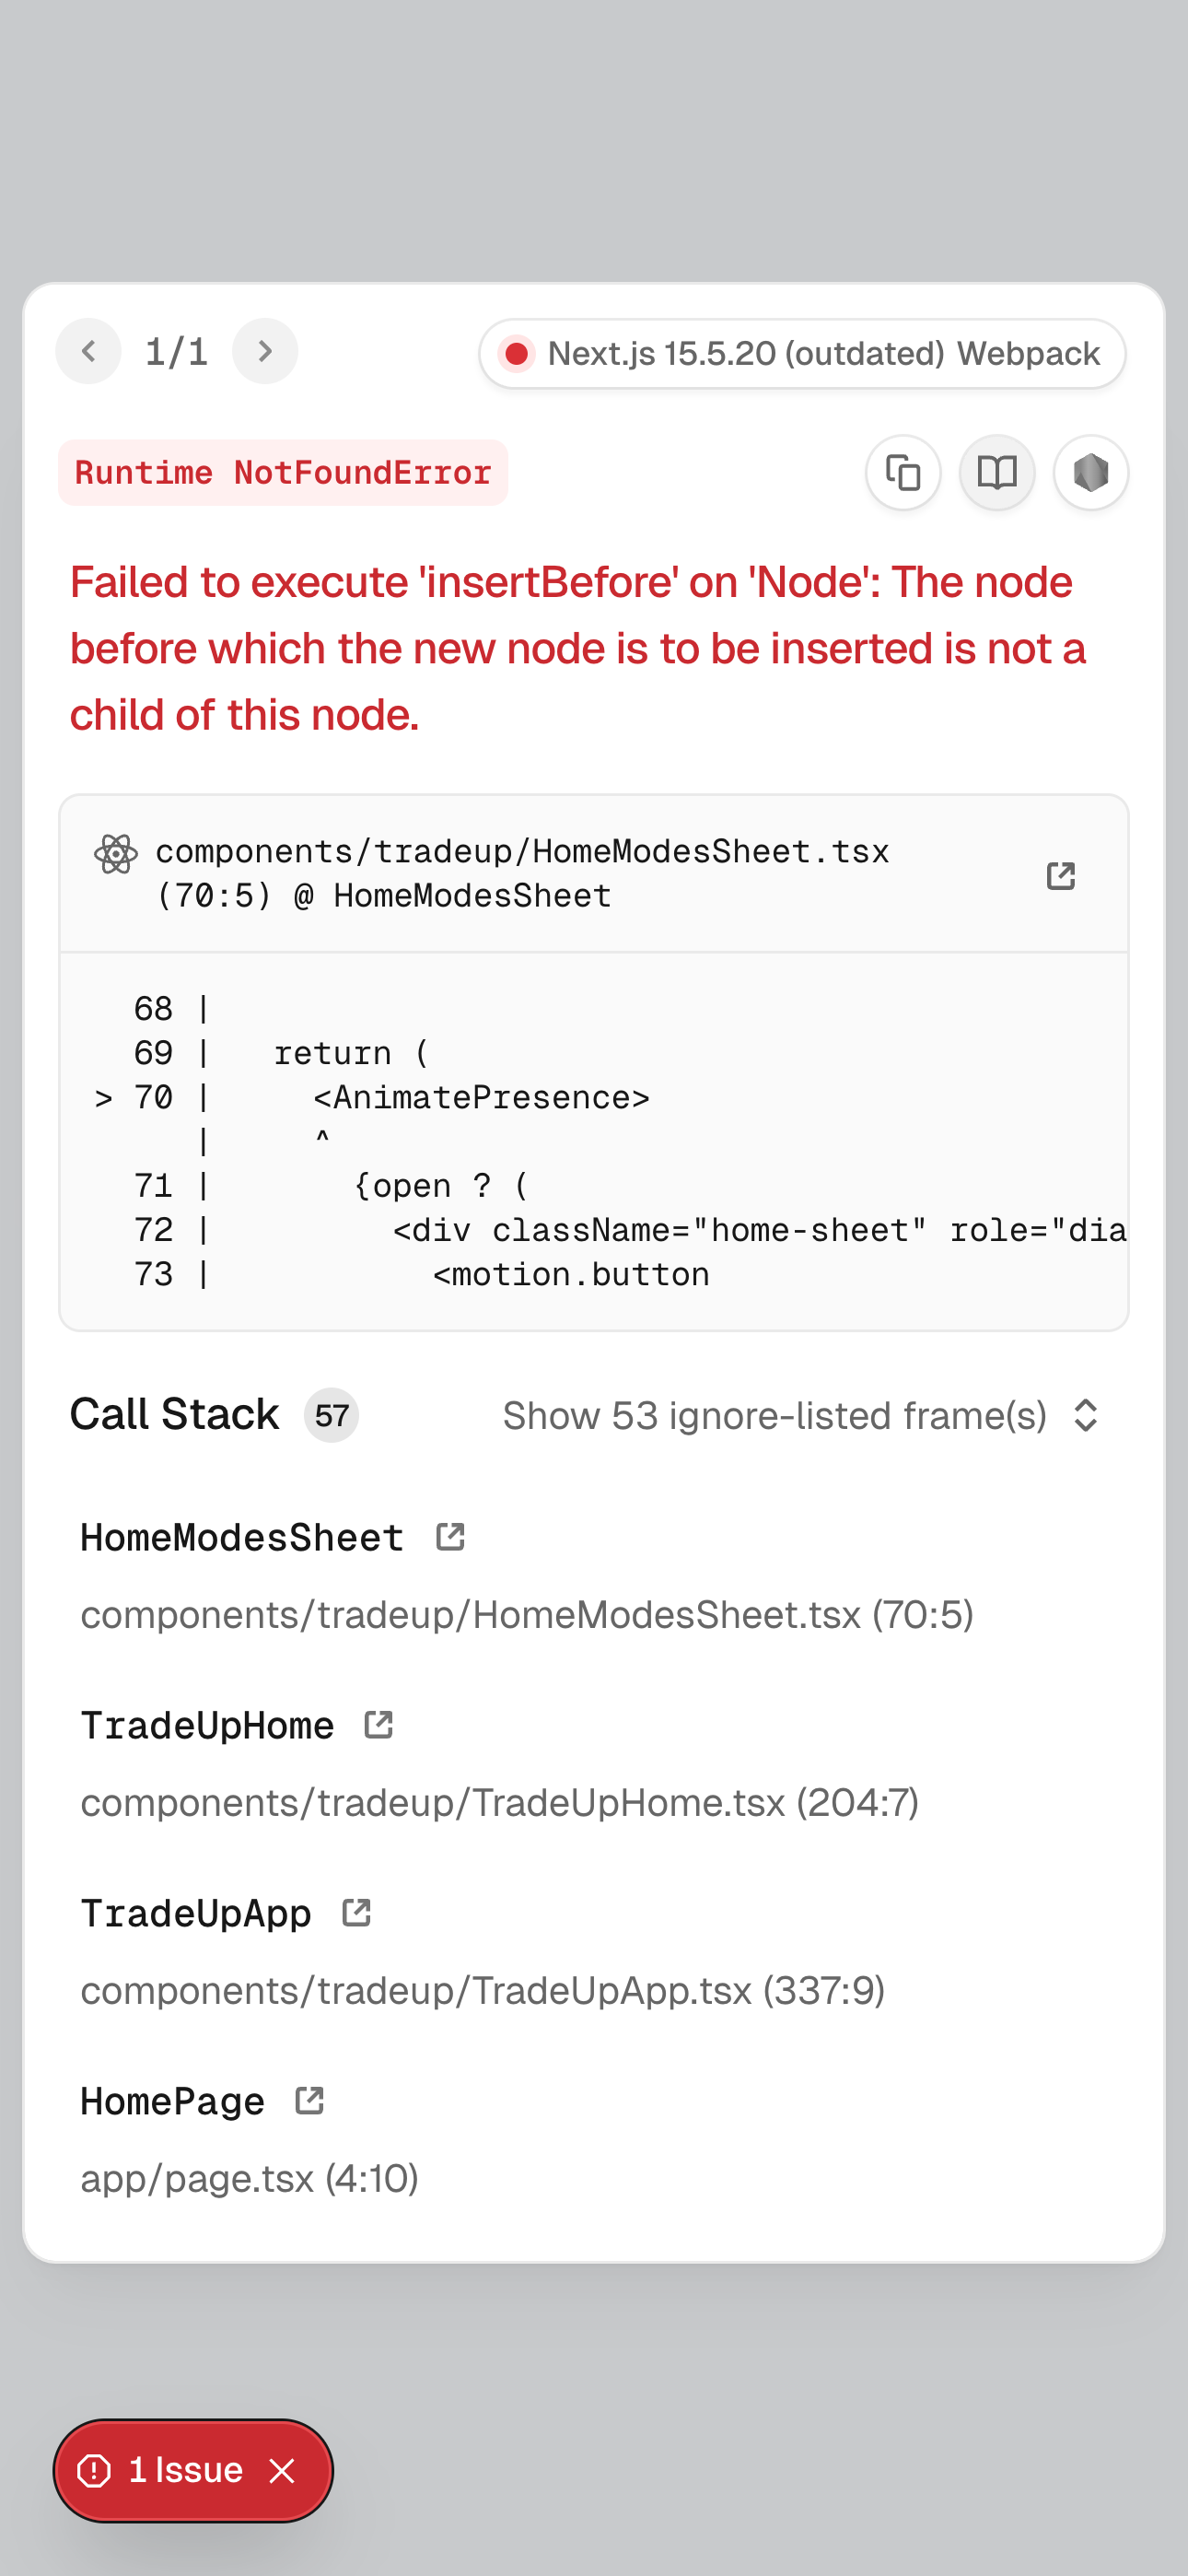 1/1
Next.js 15.5.20 (outdated) Webpack
Runtime NotFoundError
Failed to execute 'insertBefore' on 'Node': The node
before which the new node is to be inserted is not a
child of this node.
components/tradeup/HomeModesSheet.tsx
(70:5) @ HomeModesSheet
68 |
69 |   return (
> 70 |     <AnimatePresence>
|     ^
71 |       {open ? (
72 |         <div className="home-sheet" role="dia
73 |           <motion.button
Call Stack 57
Show 53 ignore-listed frame(s)
HomeModesSheet
components/tradeup/HomeModesSheet.tsx (70:5)
TradeUpHome
components/tradeup/TradeUpHome.tsx (204:7)
TradeUpApp
components/tradeup/TradeUpApp.tsx (337:9)
HomePage
app/page.tsx (4:10)
1 Issue